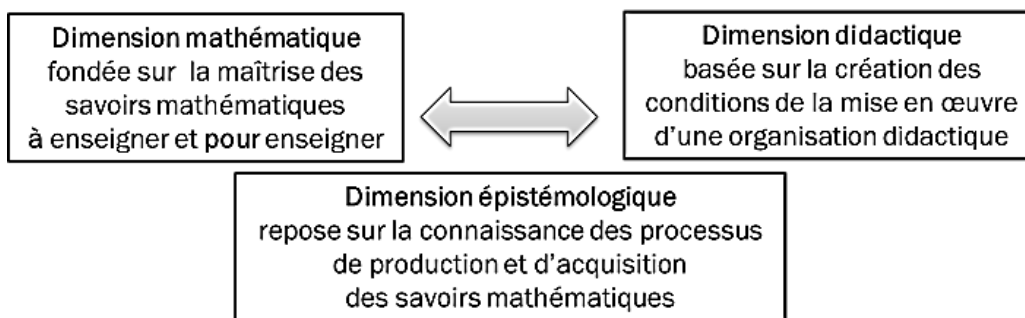 Dimension mathématique
fondée sur la maîtrise des
savoirs mathématiques
à enseigner et pour enseigner
Dimension didactique
basée sur la création des
conditions de la mise en œuvre
d'une organisation didactique
Dimension épistémologique
repose sur la connaissance des processus
de production et d'acquisition
des savoirs mathématiques